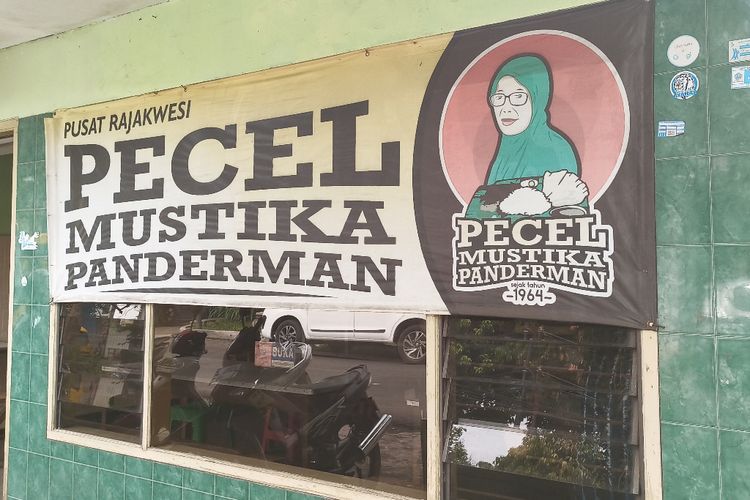 PUSAT RAJAKWESI
PECEL
MUSTIKA
PANDERMAN
PECEL
MUSTIKA
PANDERMAN
sejak tahun
-1964-
BUKA